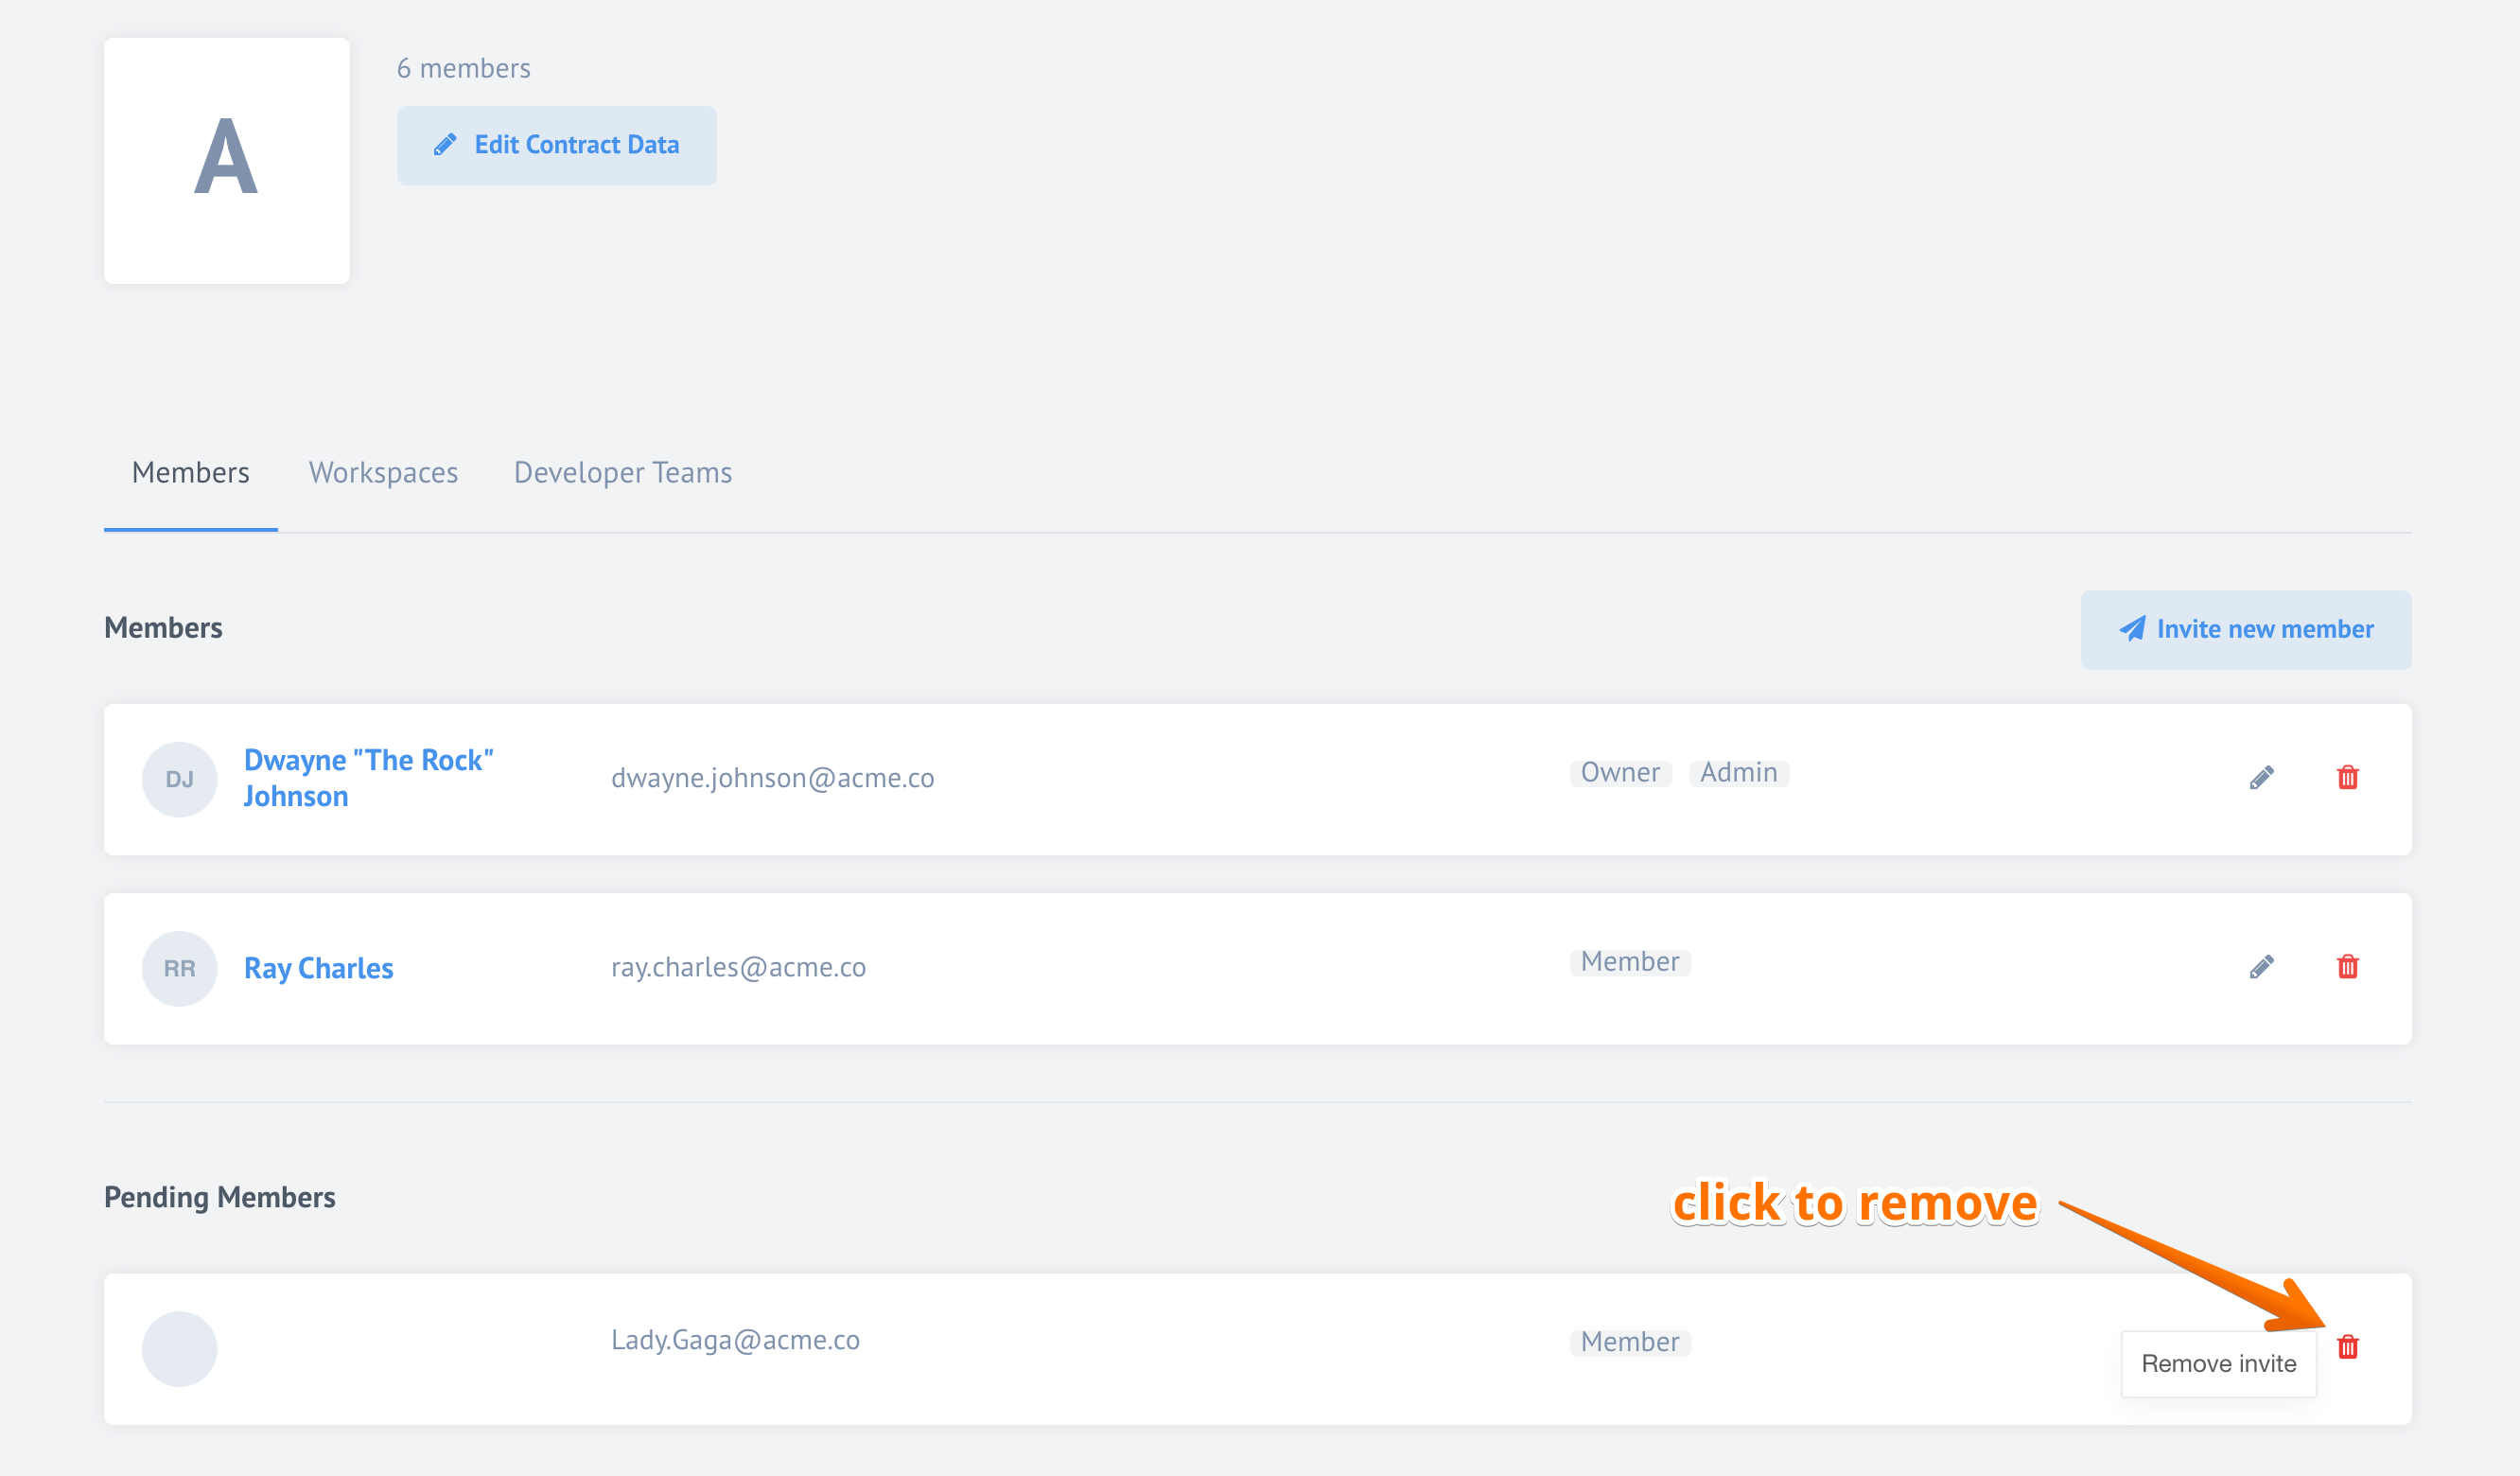 A
6 members
Edit Contract Data
Members Workspaces Developer Teams
Members
Invite new member
DJ
Dwayne "The Rock"
Johnson
dwayne.johnson@acme.co
Owner Admin
RR
Ray Charles
ray.charles@acme.co
Member
Pending Members
click to remove
Lady.Gaga@acme.co
Member
Remove invite